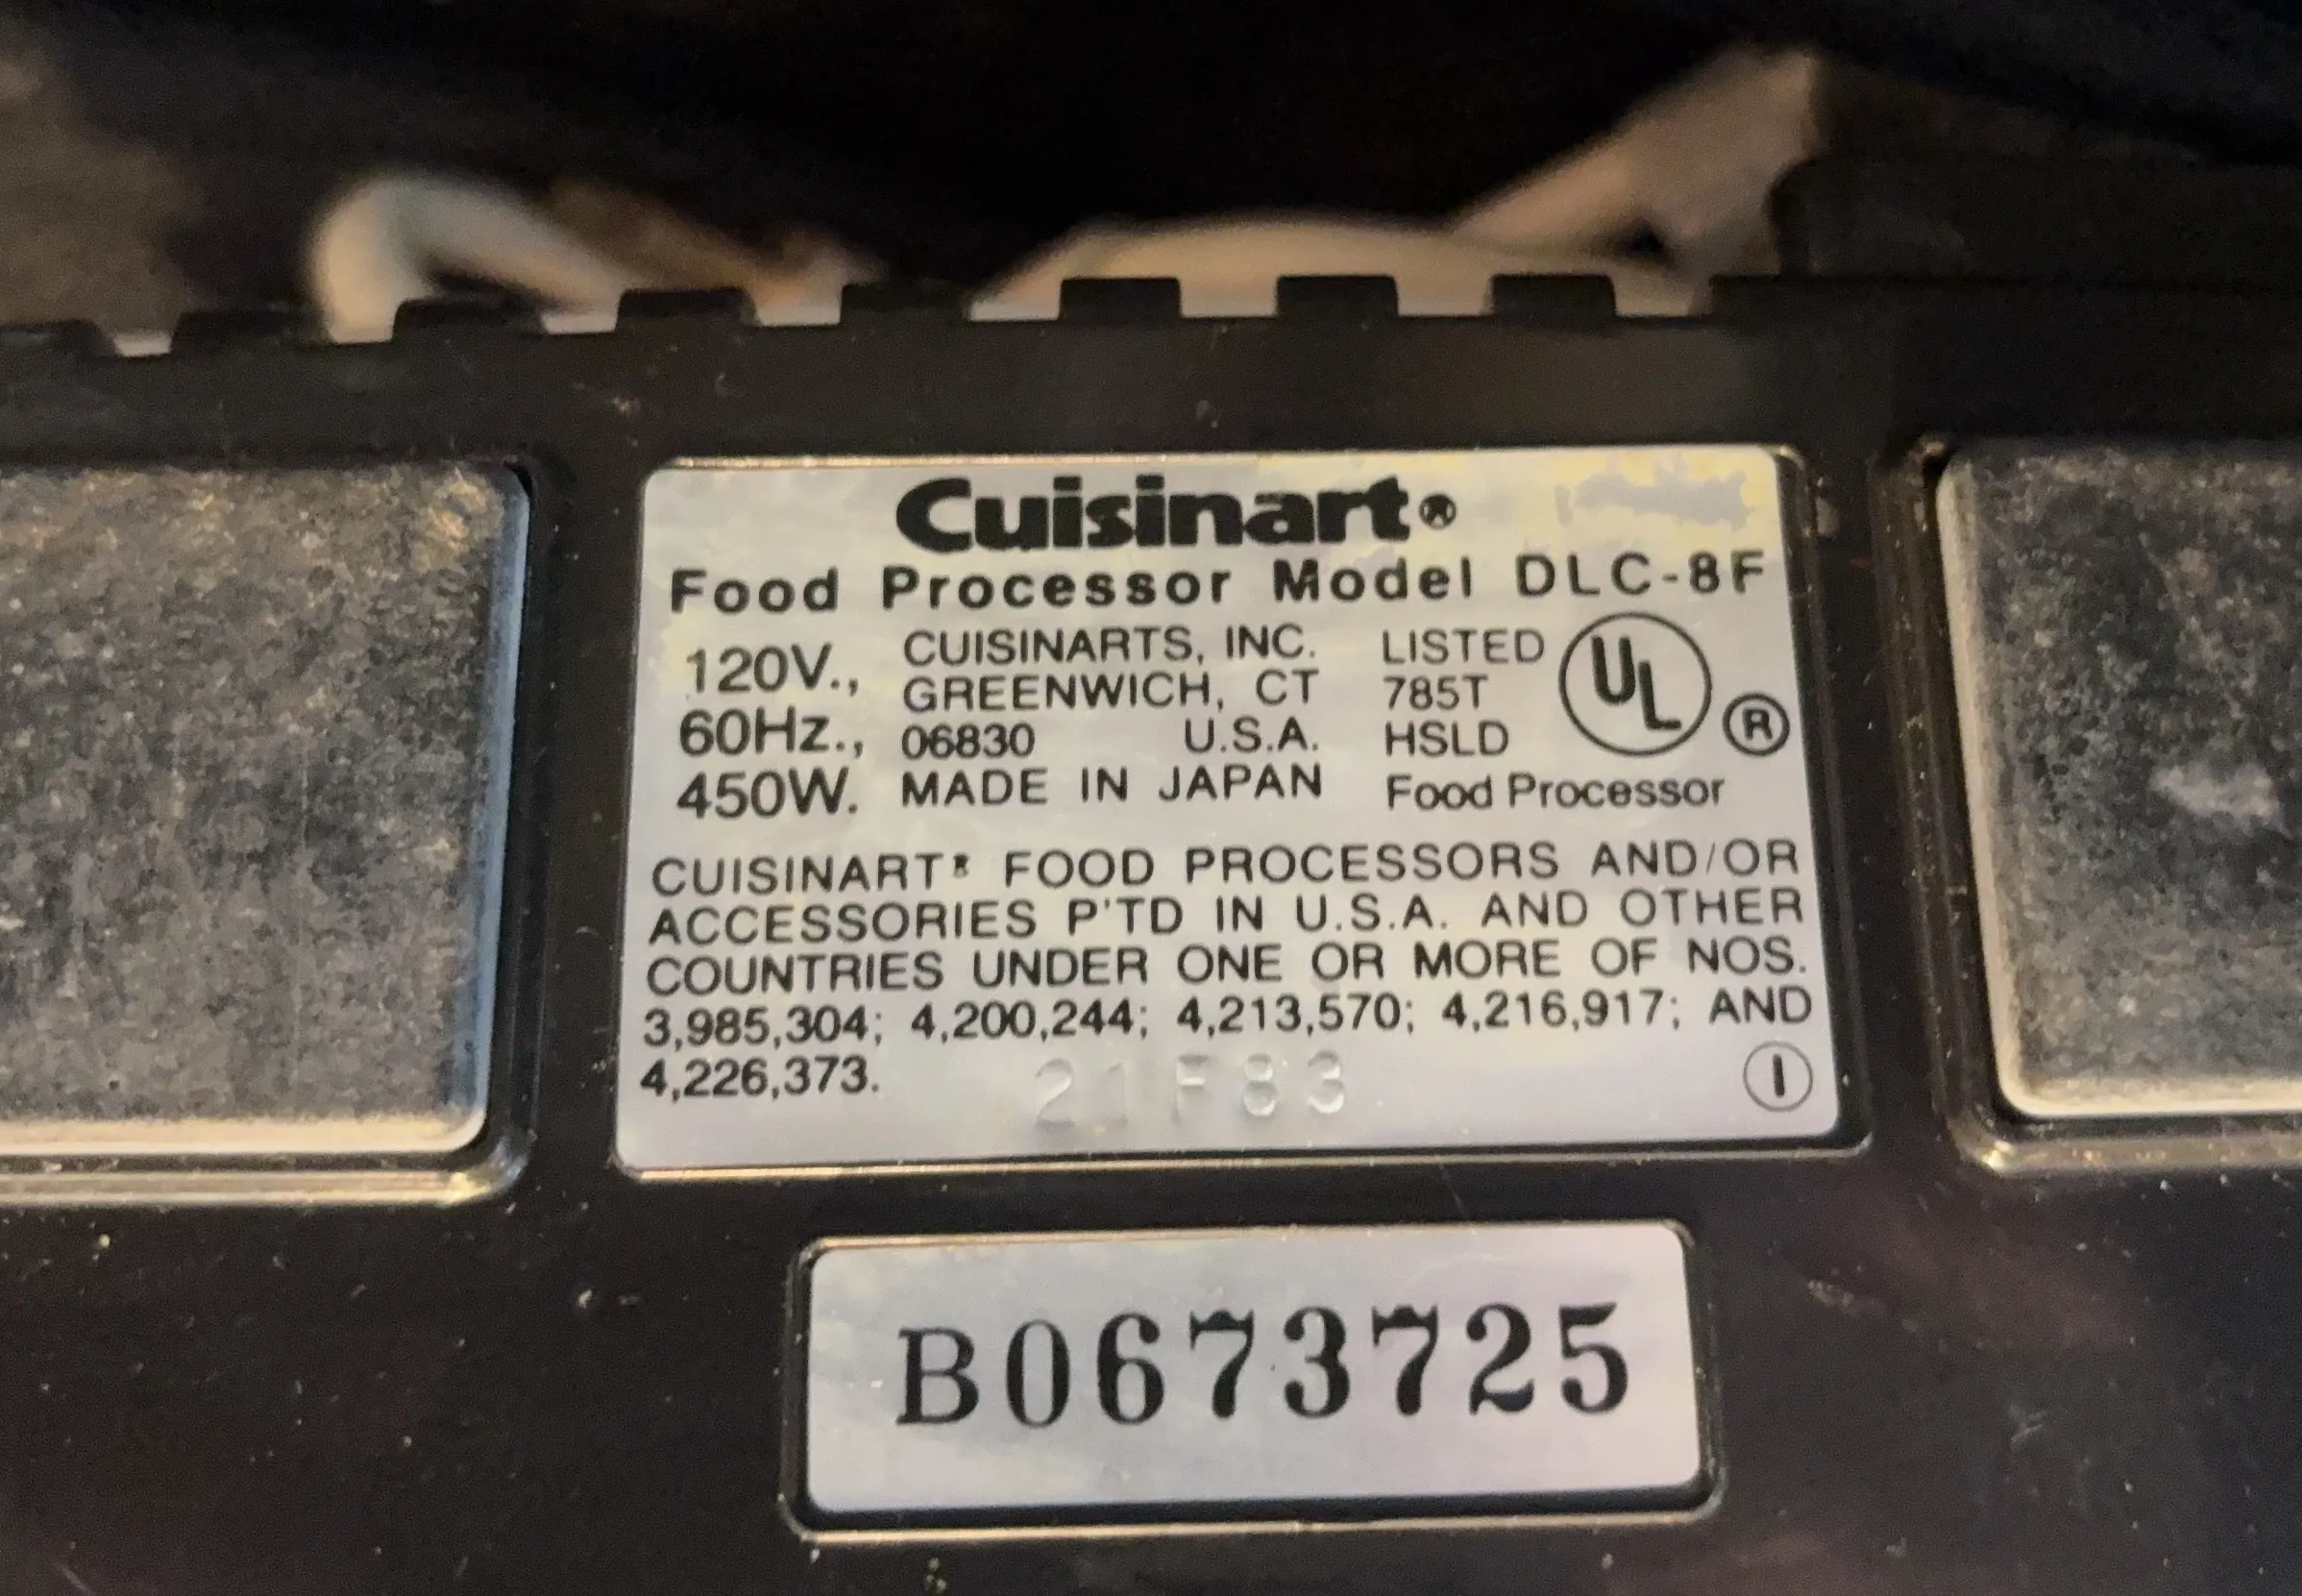 Cuisinart®
Food Processor Model DLC-8F
120V.,
60Hz.,
450W.
CUISINARTS, INC.
GREENWICH, CT
06830 U.S.A.
MADE IN JAPAN
LISTED
785T
HSLD
Food Processor
UL
®
CUISINART® FOOD PROCESSORS AND/OR
ACCESSORIES P'TD IN U.S.A. AND OTHER
COUNTRIES UNDER ONE OR MORE OF NOS.
3,985,304; 4,200,244; 4,213,570; 4,216,917; AND
4,226,373.
21F83
I
B0673725